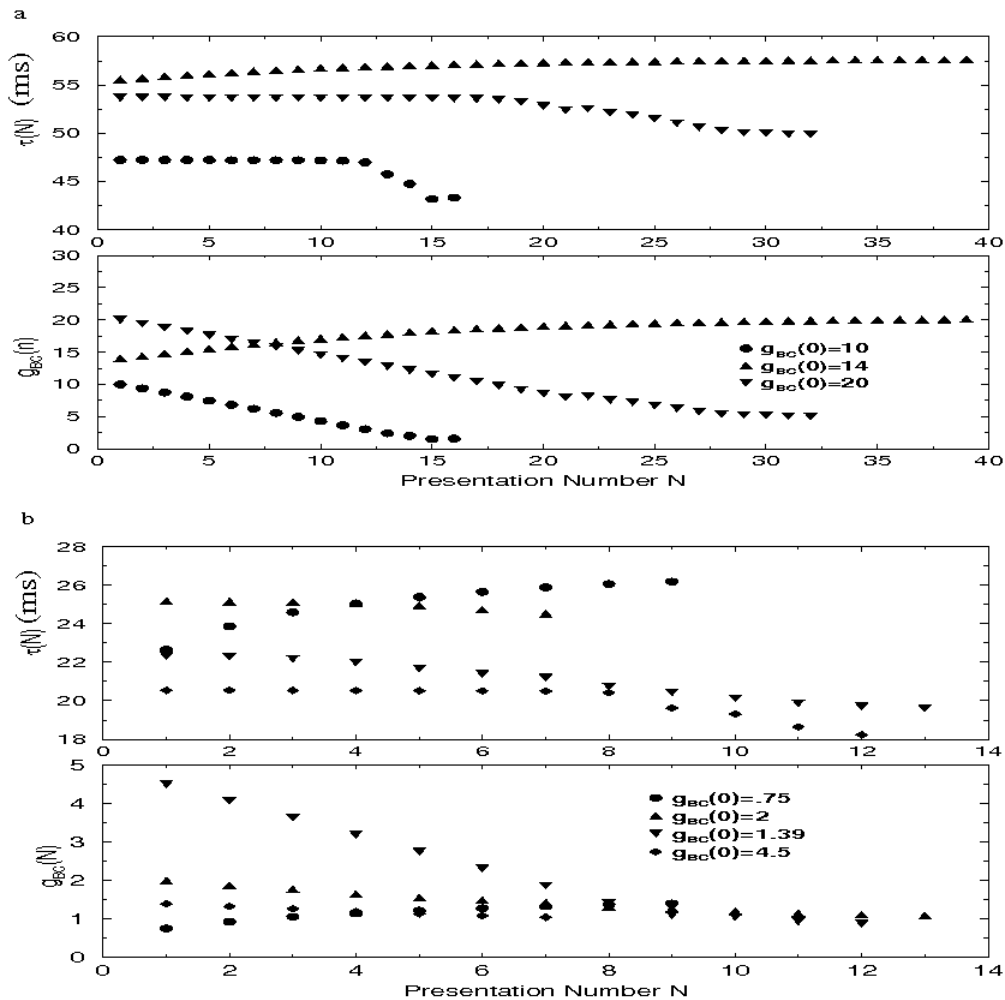 a
60
55
50
45
40
τ(N) (ms)
0 5 10 15 20 25 30 35 40
30
25
20
15
10
5
0
g_BC(n)
g_BC(0)=10
g_BC(0)=14
g_BC(0)=20
0 5 10 15 20 25 30 35 40
Presentation Number N
b
28
26
24
22
20
18
τ(N) (ms)
0 2 4 6 8 10 12 14
5
4
3
2
1
0
g_BC(N)
g_BC(0)=.75
g_BC(0)=2
g_BC(0)=1.39
g_BC(0)=4.5
0 2 4 6 8 10 12 14
Presentation Number N